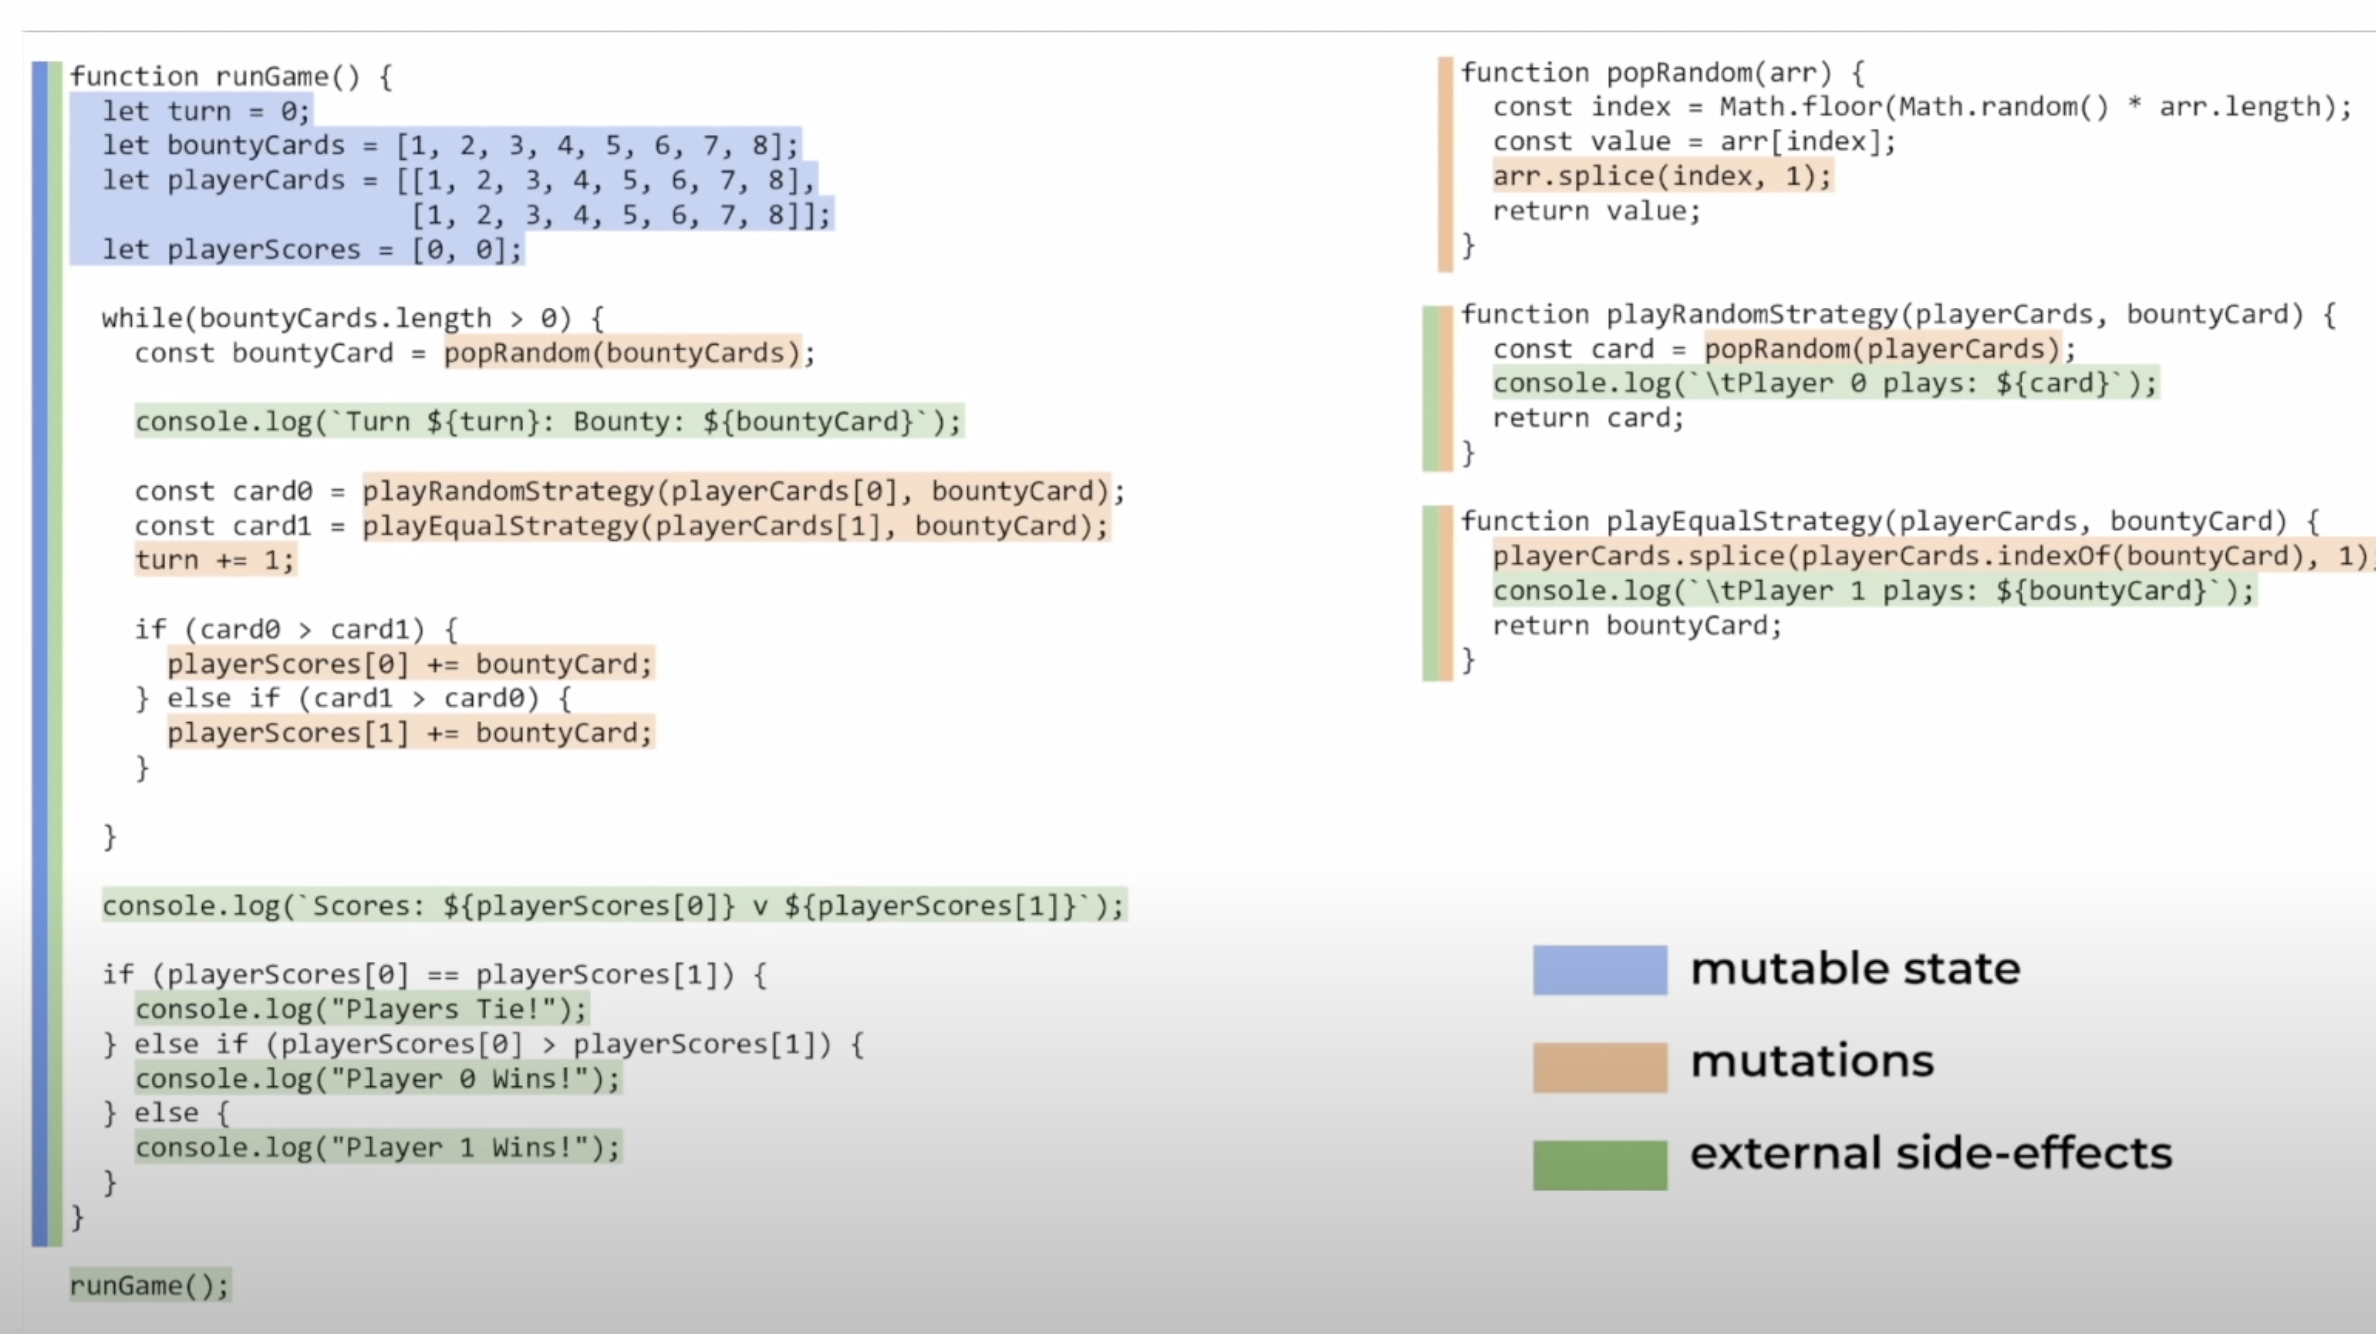 function runGame() {
let turn = 0;
let bountyCards = [1, 2, 3, 4, 5, 6, 7, 8];
let playerCards = [[1, 2, 3, 4, 5, 6, 7, 8],
[1, 2, 3, 4, 5, 6, 7, 8]];
let playerScores = [0, 0];
while(bountyCards.length > 0) {
const bountyCard = popRandom(bountyCards);
console.log(`Turn ${turn}: Bounty: ${bountyCard}`);
const card0 = playRandomStrategy(playerCards[0], bountyCard);
const card1 = playEqualStrategy(playerCards[1], bountyCard);
turn += 1;
if (card0 > card1) {
playerScores[0] += bountyCard;
} else if (card1 > card0) {
playerScores[1] += bountyCard;
}
}
console.log(`Scores: ${playerScores[0]} v ${playerScores[1]}`);
if (playerScores[0] == playerScores[1]) {
console.log("Players Tie!");
} else if (playerScores[0] > playerScores[1]) {
console.log("Player 0 Wins!");
} else {
console.log("Player 1 Wins!");
}
}
runGame();
function popRandom(arr) {
const index = Math.floor(Math.random() * arr.length);
const value = arr[index];
arr.splice(index, 1);
return value;
}
function playRandomStrategy(playerCards, bountyCard) {
const card = popRandom(playerCards);
console.log(`\tPlayer 0 plays: ${card}`);
return card;
}
function playEqualStrategy(playerCards, bountyCard) {
playerCards.splice(playerCards.indexOf(bountyCard), 1);
console.log(`\tPlayer 1 plays: ${bountyCard}`);
return bountyCard;
}
mutable state
mutations
external side-effects